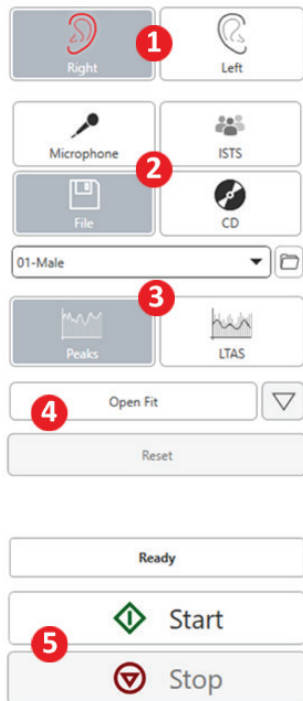 1
Right Left
Microphone ISTS
2
File CD
01-Male
3
Peaks LTAS
4 Open Fit
Reset
Ready
Start
5
Stop